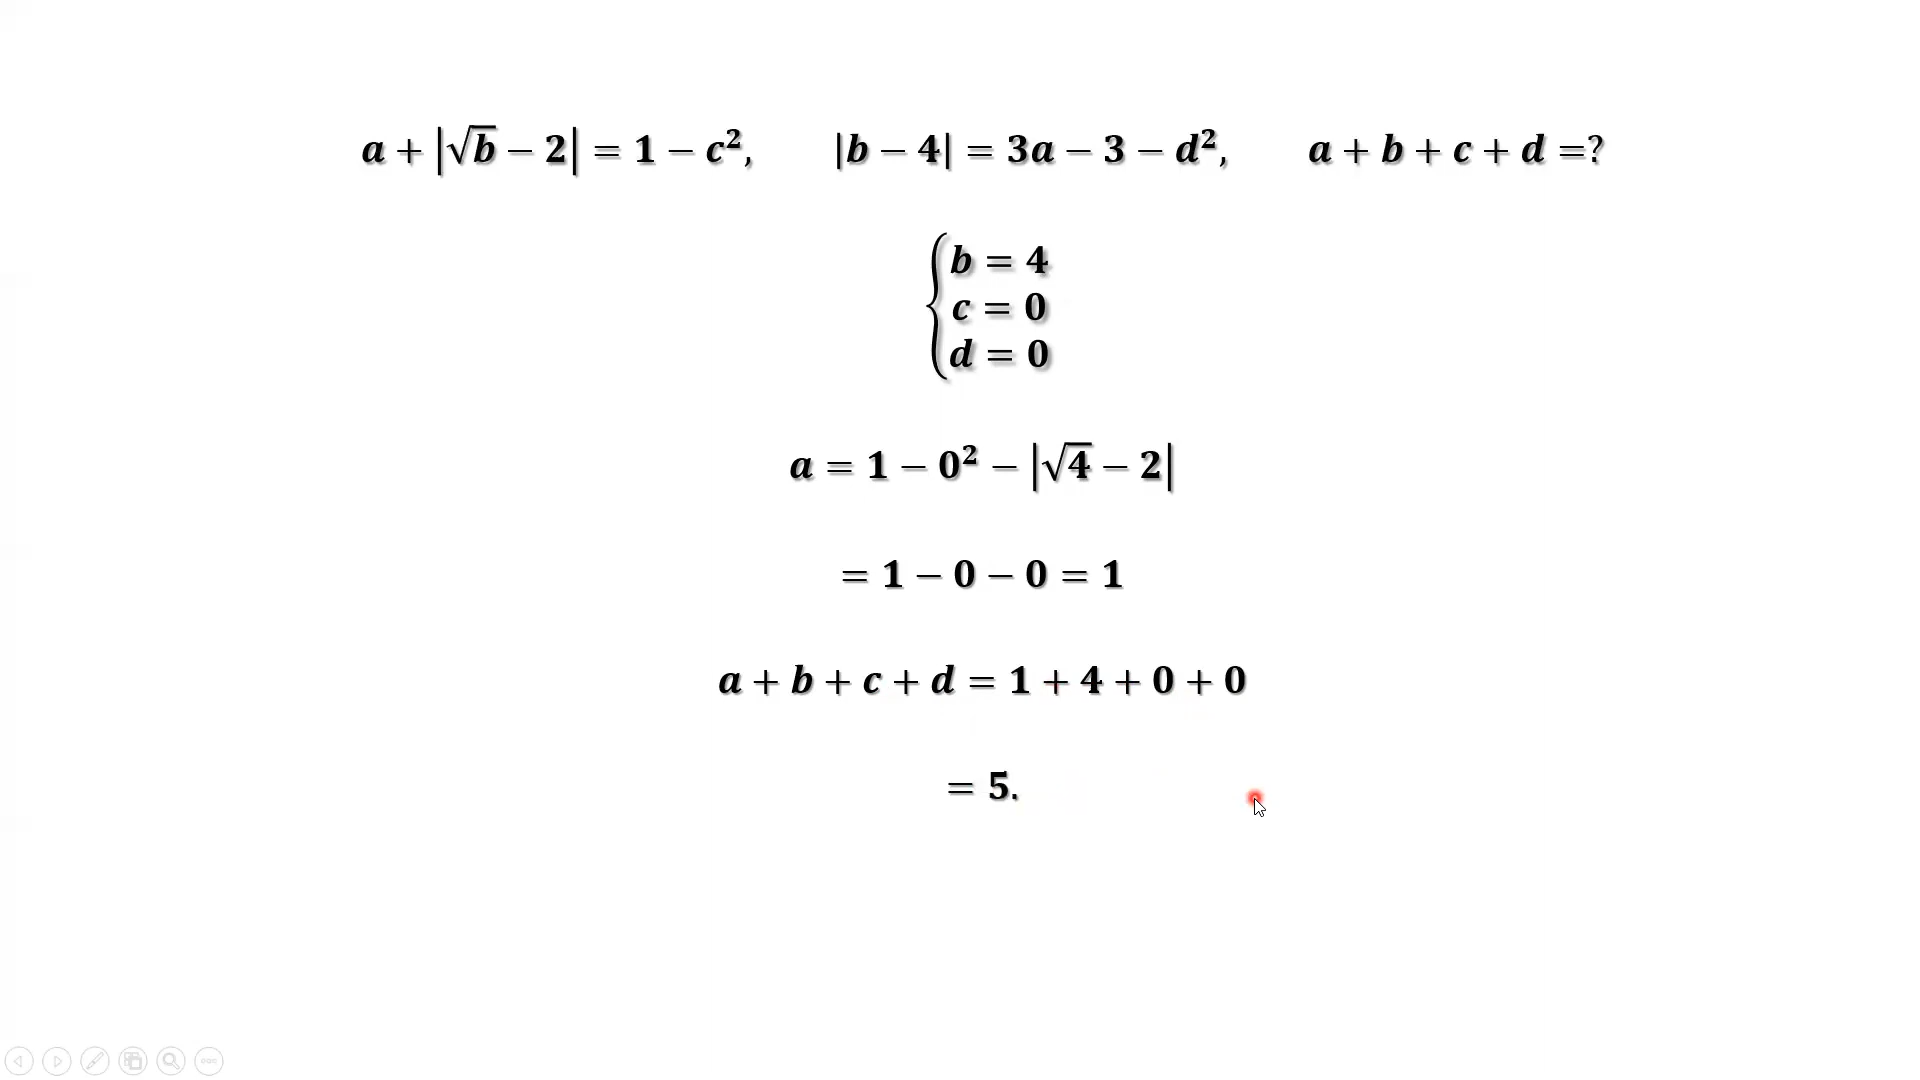 a + |√b − 2| = 1 − c², |b − 4| = 3a − 3 − d², a + b + c + d =?
{b = 4
c = 0
d = 0
a = 1 − 0² − |√4 − 2|
= 1 − 0 − 0 = 1
a + b + c + d = 1 + 4 + 0 + 0
= 5.